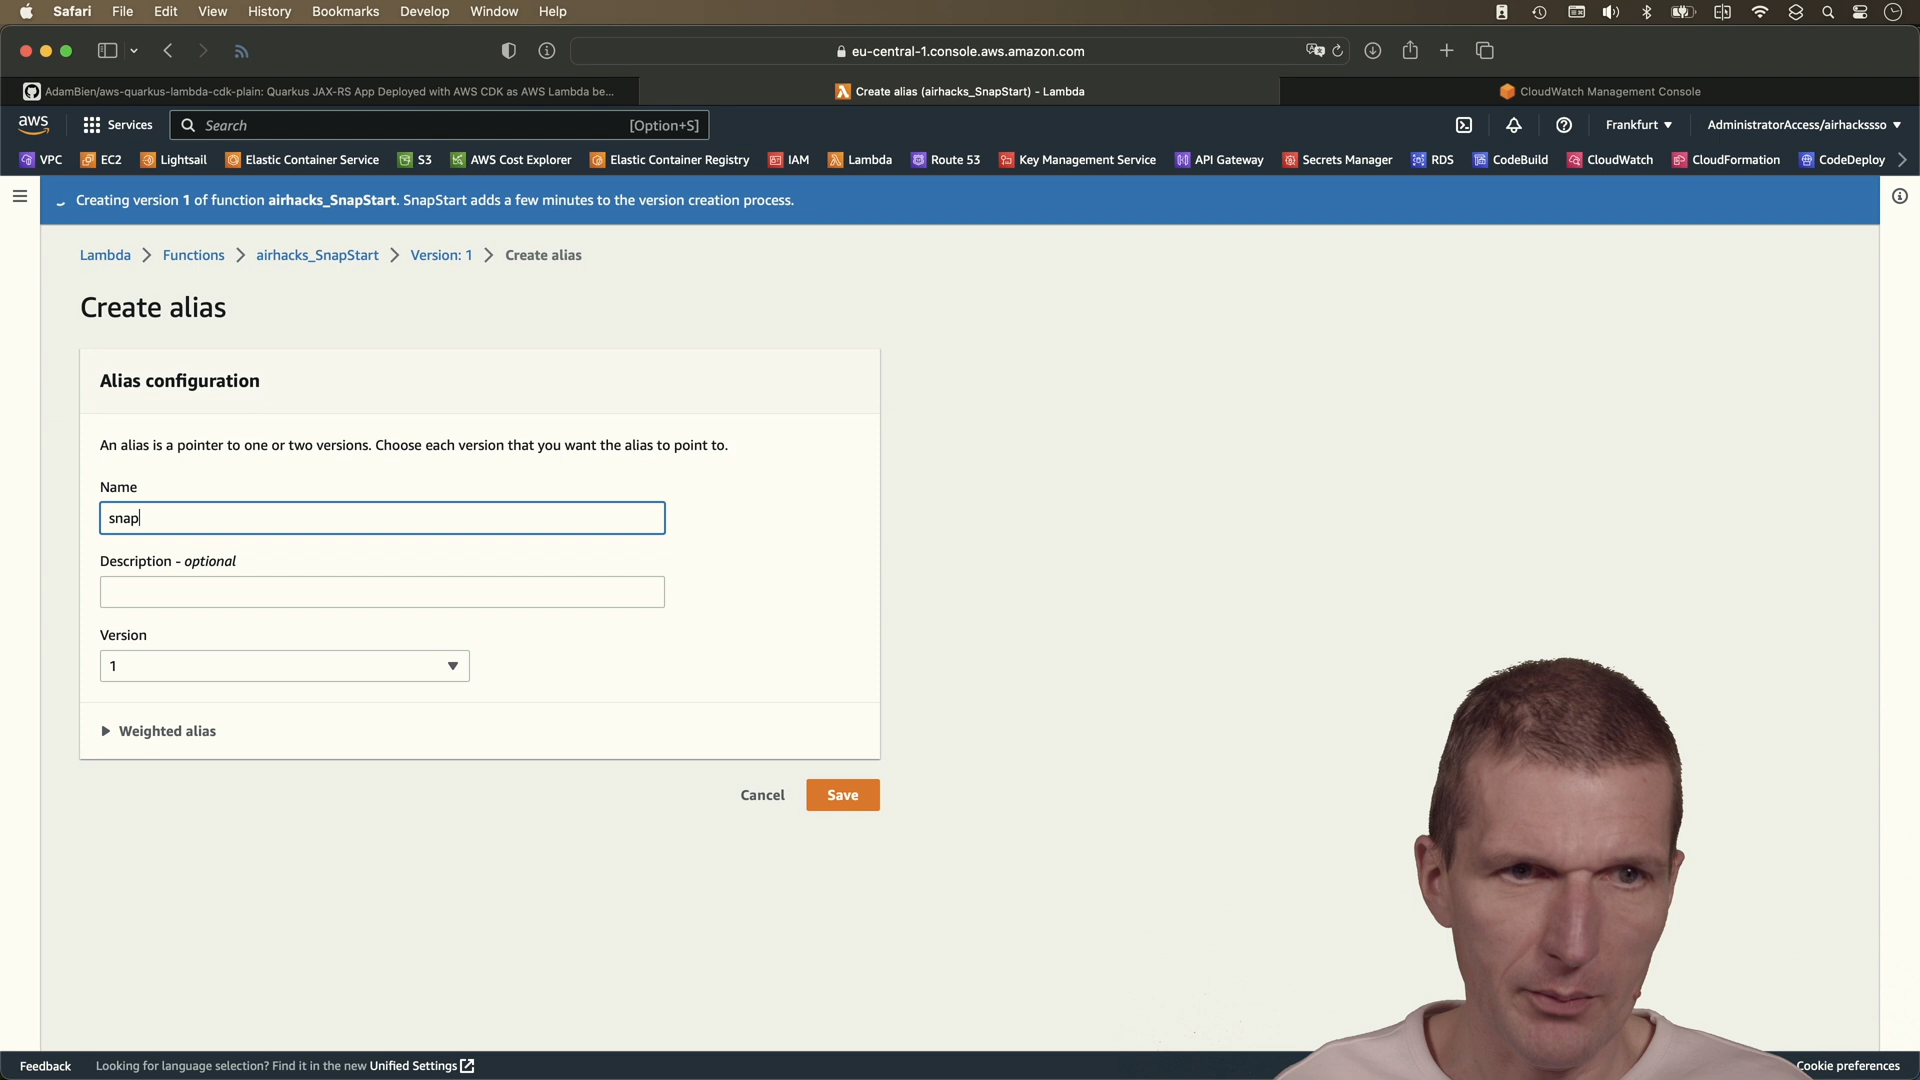 Safari File Edit View History Bookmarks Develop Window Help
eu-central-1.console.aws.amazon.com
AdamBien/aws-quarkus-lambda-cdk-plain: Quarkus JAX-RS App Deployed with AWS CDK as AWS Lambda be...
Create alias (airhacks_SnapStart) - Lambda
CloudWatch Management Console
aws Services Search [Option+S] Frankfurt AdministratorAccess/airhackssso
VPC EC2 Lightsail Elastic Container Service S3 AWS Cost Explorer Elastic Container Registry IAM Lambda Route 53 Key Management Service API Gateway Secrets Manager RDS CodeBuild CloudWatch CloudFormation CodeDeploy
Creating version 1 of function airhacks_SnapStart. SnapStart adds a few minutes to the version creation process.
Lambda Functions airhacks_SnapStart Version: 1 Create alias
Create alias
Alias configuration
An alias is a pointer to one or two versions. Choose each version that you want the alias to point to.
Name
snap
Description - optional
Version
1
Weighted alias
Cancel Save
Feedback Looking for language selection? Find it in the new Unified Settings Cookie preferences